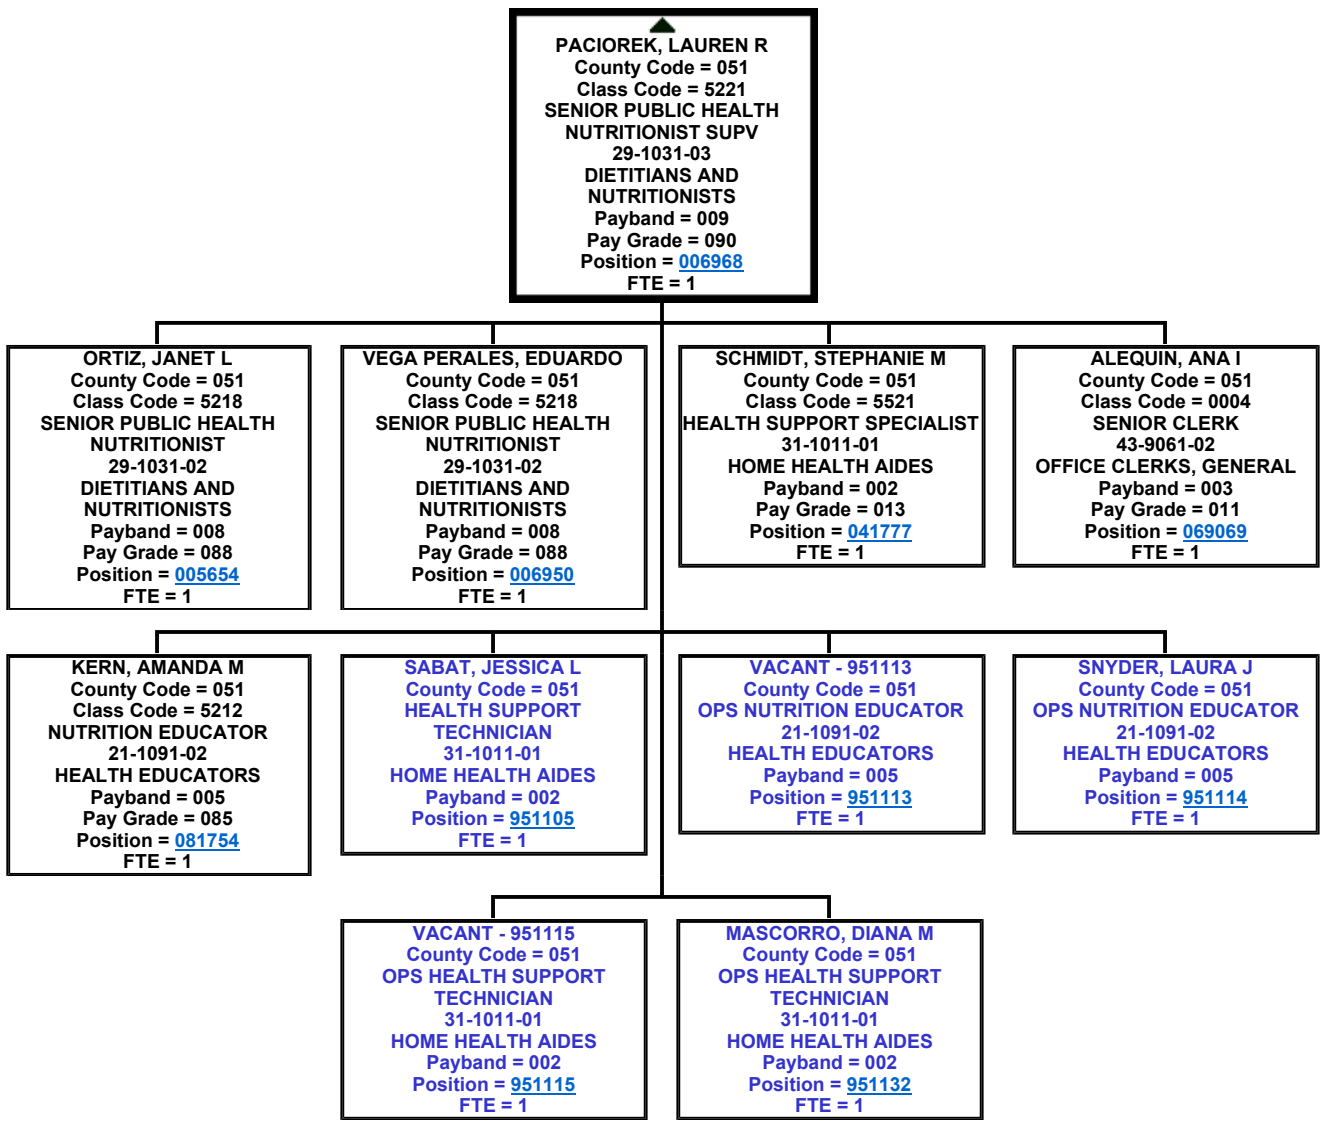 PACIOREK, LAUREN R
County Code = 051
Class Code = 5221
SENIOR PUBLIC HEALTH
NUTRITIONIST SUPV
29-1031-03
DIETITIANS AND
NUTRITIONISTS
Payband = 009
Pay Grade = 090
Position = 006968
FTE = 1
ORTIZ, JANET L
County Code = 051
Class Code = 5218
SENIOR PUBLIC HEALTH
NUTRITIONIST
29-1031-02
DIETITIANS AND
NUTRITIONISTS
Payband = 008
Pay Grade = 088
Position = 005654
FTE = 1
VEGA PERALES, EDUARDO
County Code = 051
Class Code = 5218
SENIOR PUBLIC HEALTH
NUTRITIONIST
29-1031-02
DIETITIANS AND
NUTRITIONISTS
Payband = 008
Pay Grade = 088
Position = 006950
FTE = 1
SCHMIDT, STEPHANIE M
County Code = 051
Class Code = 5521
HEALTH SUPPORT SPECIALIST
31-1011-01
HOME HEALTH AIDES
Payband = 002
Pay Grade = 013
Position = 041777
FTE = 1
ALEQUIN, ANA I
County Code = 051
Class Code = 0004
SENIOR CLERK
43-9061-02
OFFICE CLERKS, GENERAL
Payband = 003
Pay Grade = 011
Position = 069069
FTE = 1
KERN, AMANDA M
County Code = 051
Class Code = 5212
NUTRITION EDUCATOR
21-1091-02
HEALTH EDUCATORS
Payband = 005
Pay Grade = 085
Position = 081754
FTE = 1
SABAT, JESSICA L
County Code = 051
HEALTH SUPPORT
TECHNICIAN
31-1011-01
HOME HEALTH AIDES
Payband = 002
Position = 951105
FTE = 1
VACANT - 951113
County Code = 051
OPS NUTRITION EDUCATOR
21-1091-02
HEALTH EDUCATORS
Payband = 005
Position = 951113
FTE = 1
SNYDER, LAURA J
County Code = 051
OPS NUTRITION EDUCATOR
21-1091-02
HEALTH EDUCATORS
Payband = 005
Position = 951114
FTE = 1
VACANT - 951115
County Code = 051
OPS HEALTH SUPPORT
TECHNICIAN
31-1011-01
HOME HEALTH AIDES
Payband = 002
Position = 951115
FTE = 1
MASCORRO, DIANA M
County Code = 051
OPS HEALTH SUPPORT
TECHNICIAN
31-1011-01
HOME HEALTH AIDES
Payband = 002
Position = 951132
FTE = 1